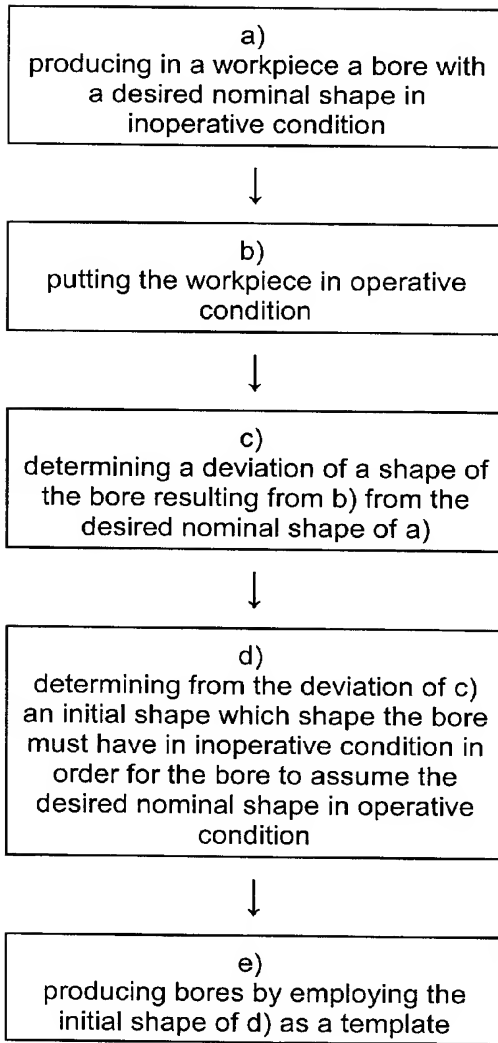 a)
producing in a workpiece a bore with
a desired nominal shape in
inoperative condition
↓
b)
putting the workpiece in operative
condition
↓
c)
determining a deviation of a shape of
the bore resulting from b) from the
desired nominal shape of a)
↓
d)
determining from the deviation of c)
an initial shape which shape the bore
must have in inoperative condition in
order for the bore to assume the
desired nominal shape in operative
condition
↓
e)
producing bores by employing the
initial shape of d) as a template